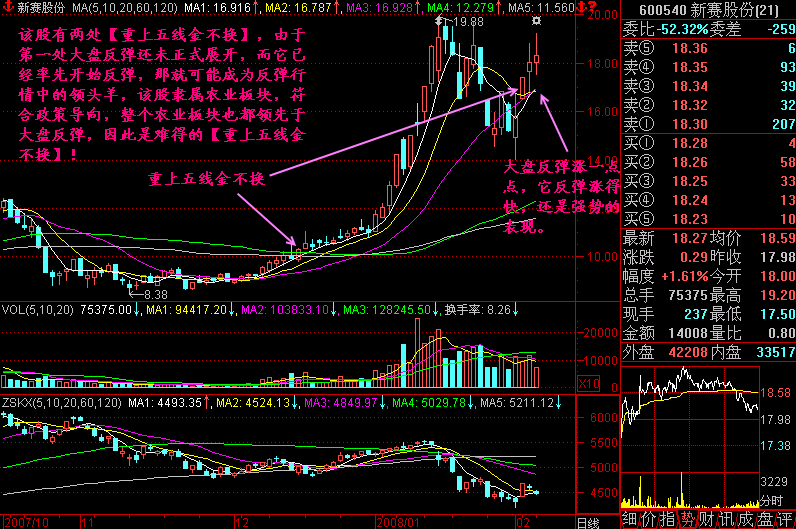 新赛股份 MA(5,10,20,60,120) MA1: 16.916↑, MA2: 16.787↑, MA3: 16.928↑, MA4: 12.279↑, MA5: 11.560
600540 新赛股份(21)
委比 -52.32% 委差 -259
卖⑤ 18.36 6
卖④ 18.35 93
卖③ 18.34 39
卖② 18.32 32
卖① 18.30 207
买① 18.28 4
买② 18.26 58
买③ 18.25 33
买④ 18.24 13
买⑤ 18.23 10
最新 18.27 均价 18.59
涨跌 0.29 昨收 17.98
幅度 +1.61% 今开 18.00
总手 75375 最高 19.20
现手 237 最低 17.50
金额 14008 量比 0.80
外盘 42208 内盘 33517
该股有两处【重上五线金不换】,由于
第一处大盘反弹还未正式展开,而它已
经率先开始反弹,那就可能成为反弹行
情中的领头羊,该股隶属农业板块,符
合政策导向,整个农业板块也都领先于
大盘反弹,因此是难得的【重上五线金
不换】!
重上五线金不换
大盘反弹涨一点
点,它反弹涨得
快,还是强势的
表现。
19.88
8.38
20.00
18.00
16.00
14.00
10.00
VOL(5,10,20) 75375.00↓, MA1: 94417.20↓, MA2: 103833.10↓, MA3: 128245.50↓, 换手率: 8.26↓
20000
10000
X10
ZSKX(5,10,20,60,120) MA1: 4493.35↑, MA2: 4524.13↓, MA3: 4849.97↓, MA4: 5029.78↓, MA5: 5211.12↓
6000
5500
5000
4500
2007/10 11 12 2008/01 02 日线
18.58
17.98
17.38
3229
分时
细 价 指 势 财 讯 成 盘 评